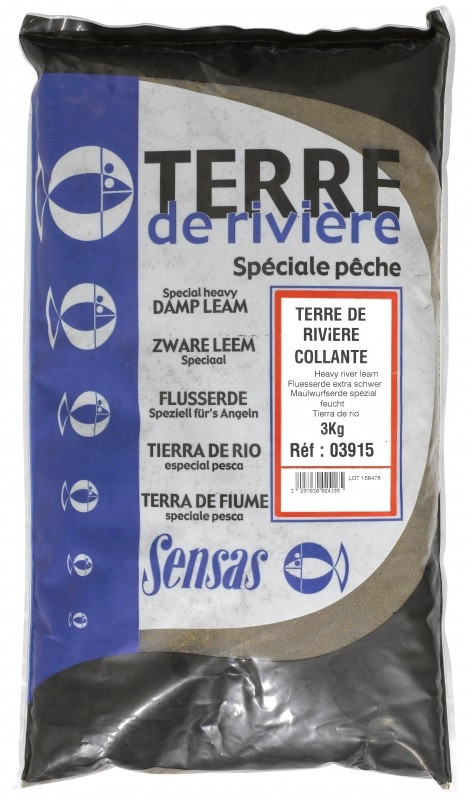 TERRE
de rivière
Spéciale pêche
Special heavy
DAMP LEAM
ZWARE LEEM
Speciaal
FLUSSERDE
Speziell für's Angeln
TIERRA DE RIO
especial pesca
TERRA DE FIUME
speciale pesca
Sensas
TERRE DE
RIVIERE
COLLANTE
Heavy river leam
Fluesserde extra schwer
Maulwurfserde spezial
feucht
Tierra de rio
3Kg
Réf : 03915
LOT 158478